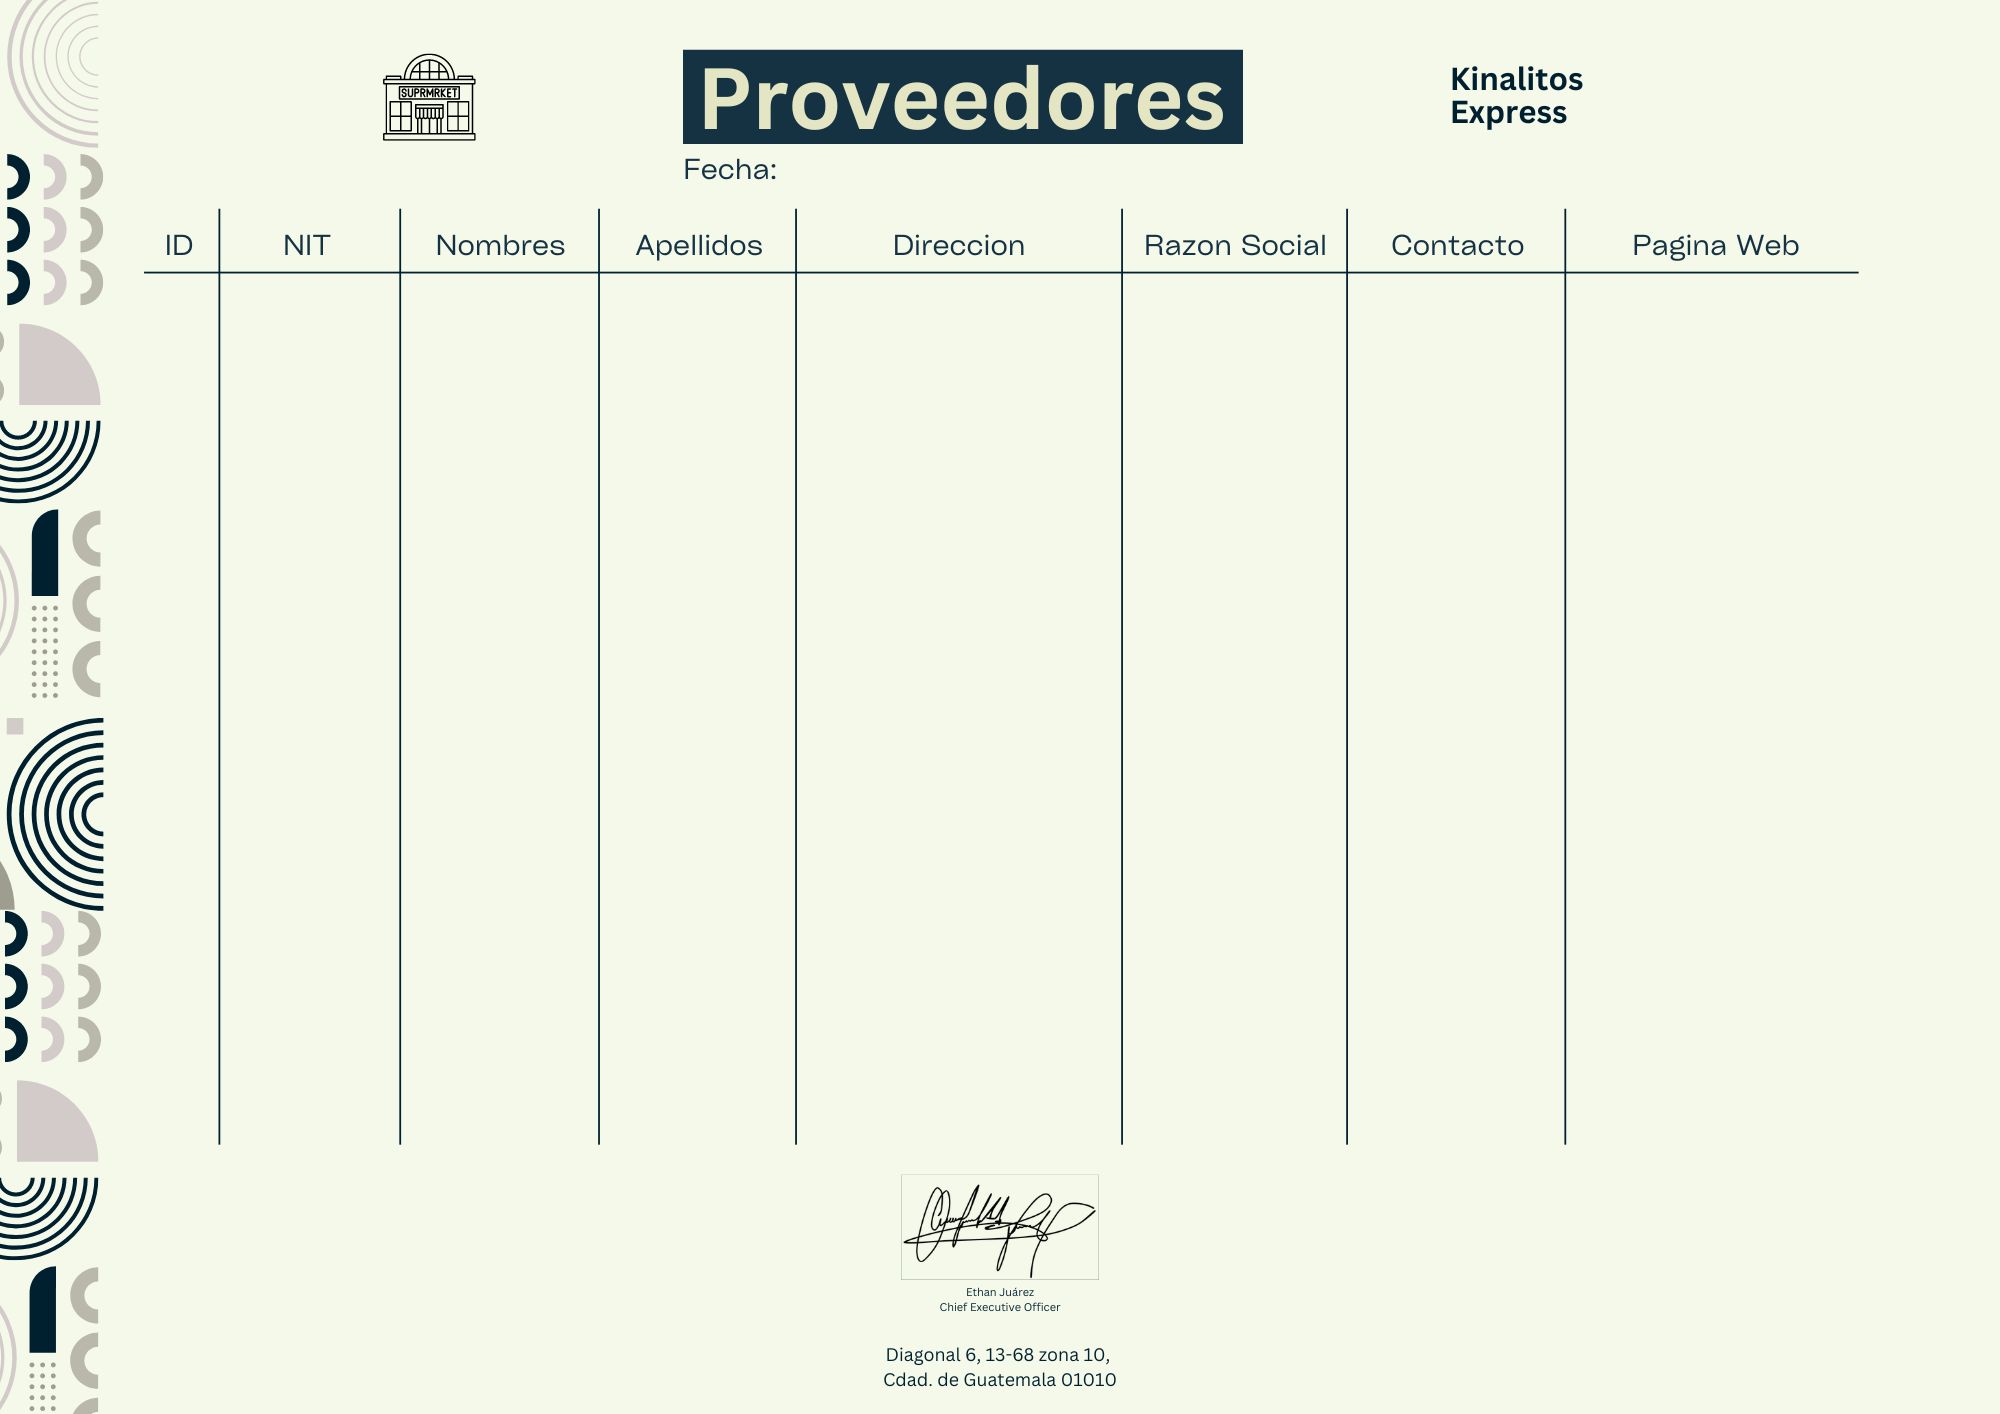 SUPRMRKET
Proveedores
Kinalitos
Express
Fecha:
ID NIT Nombres Apellidos Direccion Razon Social Contacto Pagina Web
Ethan Juárez
Chief Executive Officer
Diagonal 6, 13-68 zona 10,
Cdad. de Guatemala 01010